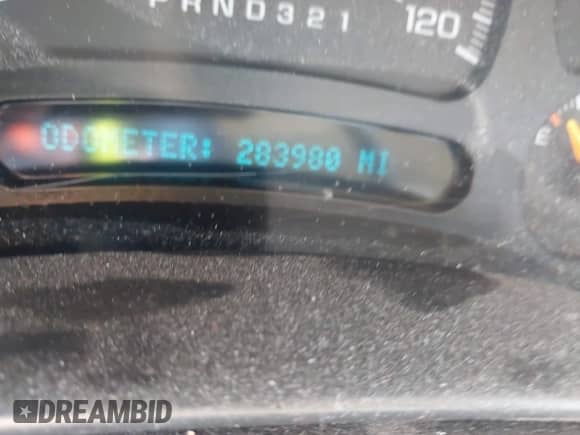 PRND321
120
ODOMETER: 283980 MI
E
DREAMBID